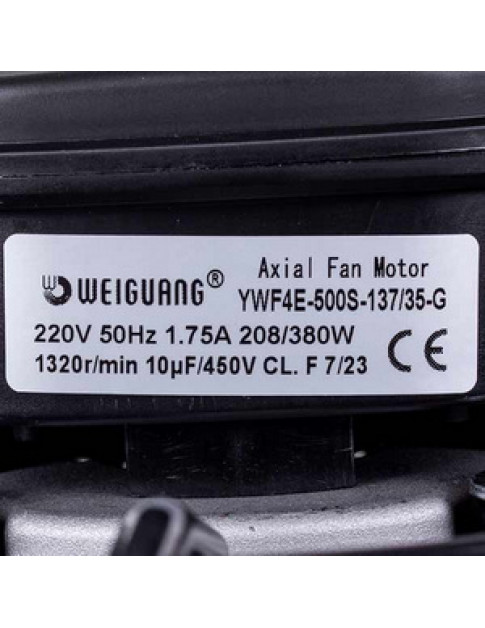 Axial Fan Motor
WEIGUANG® YWF4E-500S-137/35-G
220V 50Hz 1.75A 208/380W
1320r/min 10µF/450V CL. F 7/23 CE